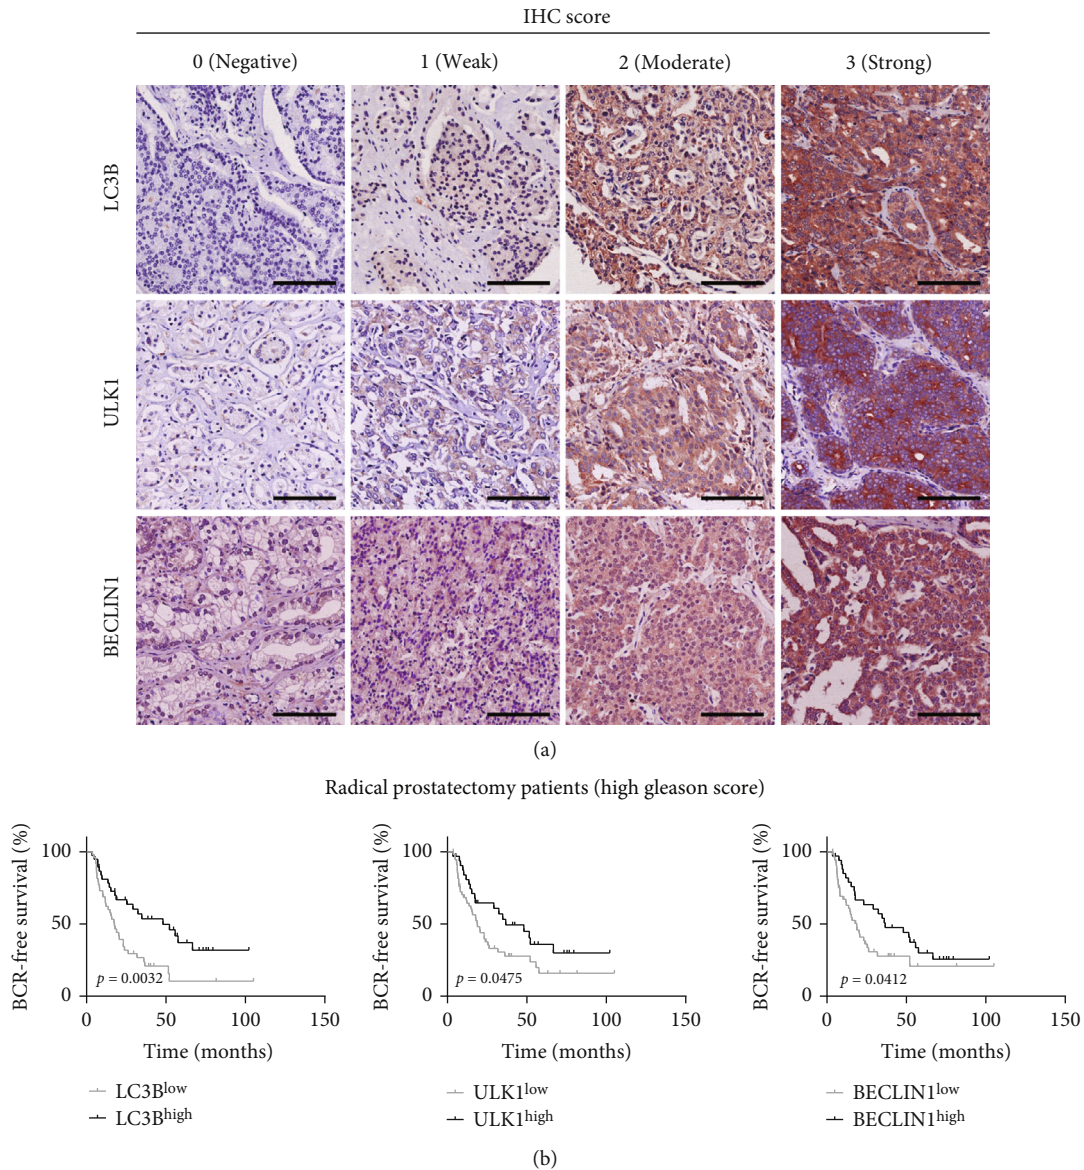 IHC score
0 (Negative) 1 (Weak) 2 (Moderate) 3 (Strong)
LC3B
ULK1
BECLIN1
(a)
Radical prostatectomy patients (high gleason score)
BCR-free survival (%)
100
50
0
p = 0.0032
0 50 100 150
Time (months)
LC3Blow
LC3Bhigh
BCR-free survival (%)
100
50
0
p = 0.0475
0 50 100 150
Time (months)
ULK1low
ULK1high
BCR-free survival (%)
100
50
0
p = 0.0412
0 50 100 150
Time (months)
BECLIN1low
BECLIN1high
(b)